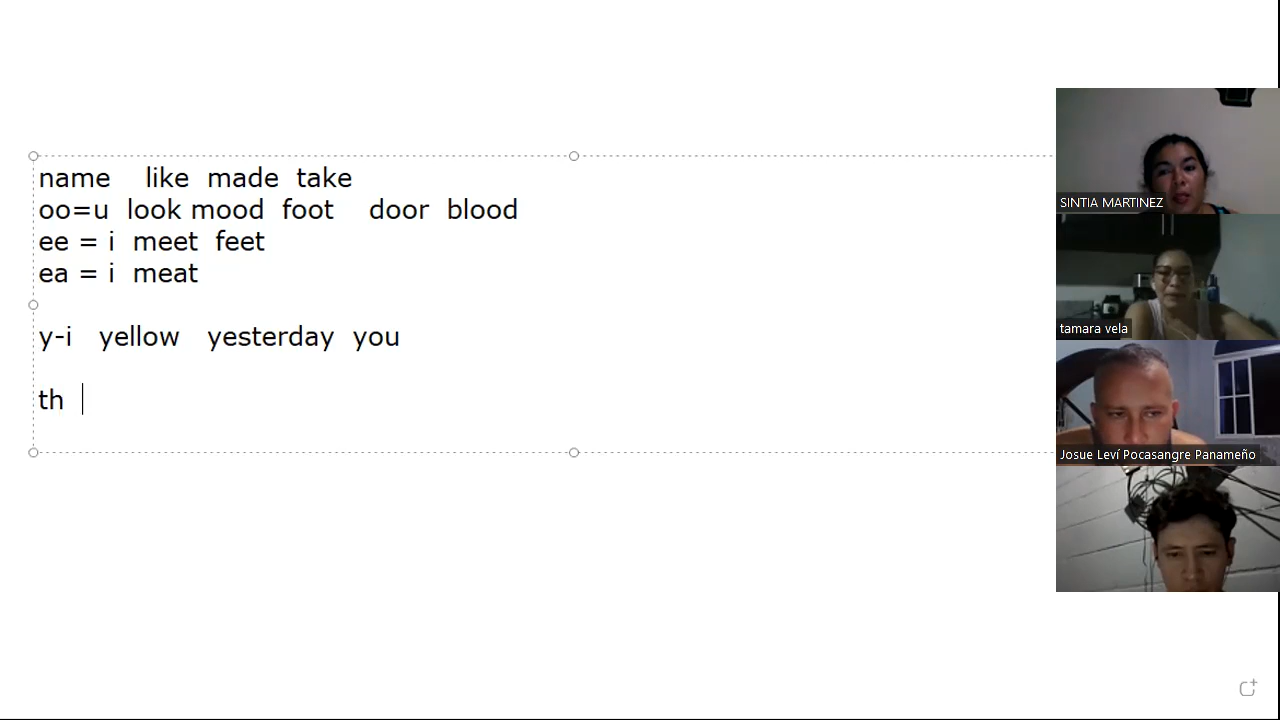 name like made take
oo=u look mood foot door blood
ee = i meet feet
ea = i meat
y-i yellow yesterday you
th
SINTIA MARTINEZ
tamara vela
Josue Leví Pocasangre Panameño